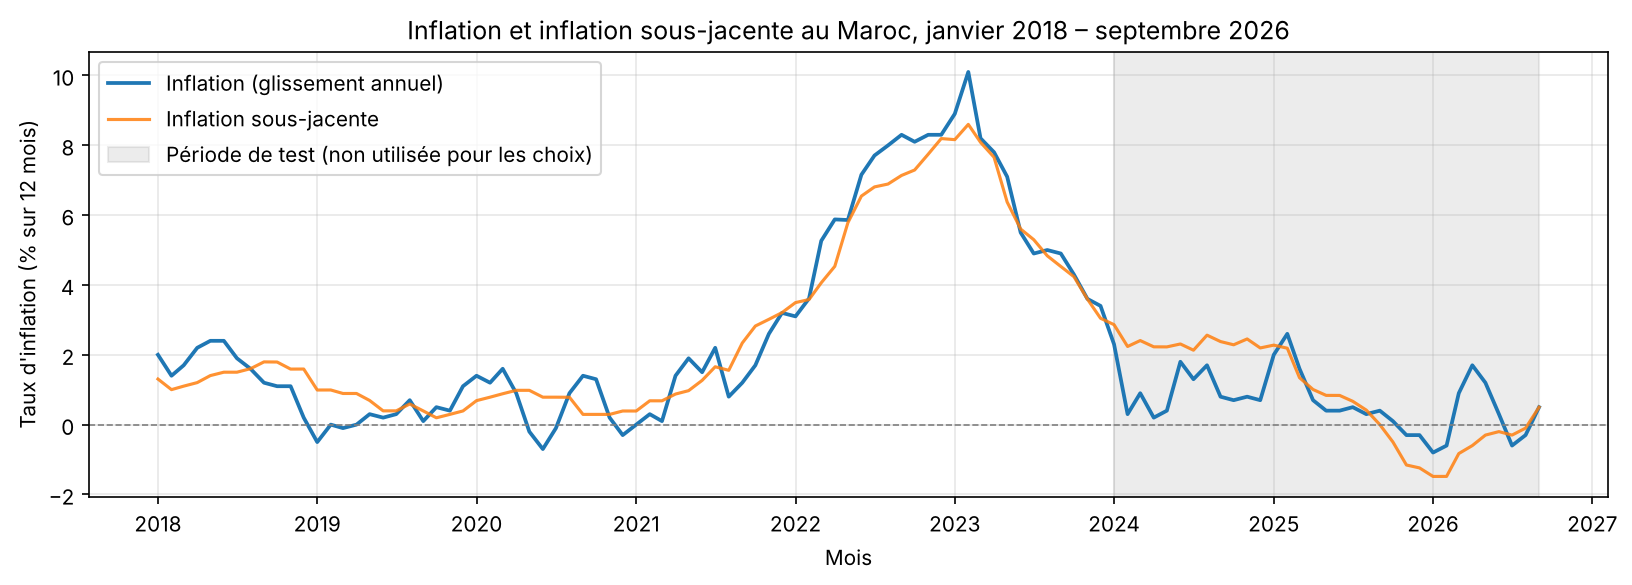 Inflation et inflation sous-jacente au Maroc, janvier 2018 – septembre 2026
Inflation (glissement annuel)
Inflation sous-jacente
Période de test (non utilisée pour les choix)
Taux d'inflation (% sur 12 mois)
10
8
6
4
2
0
−2
2018 2019 2020 2021 2022 2023 2024 2025 2026 2027
Mois